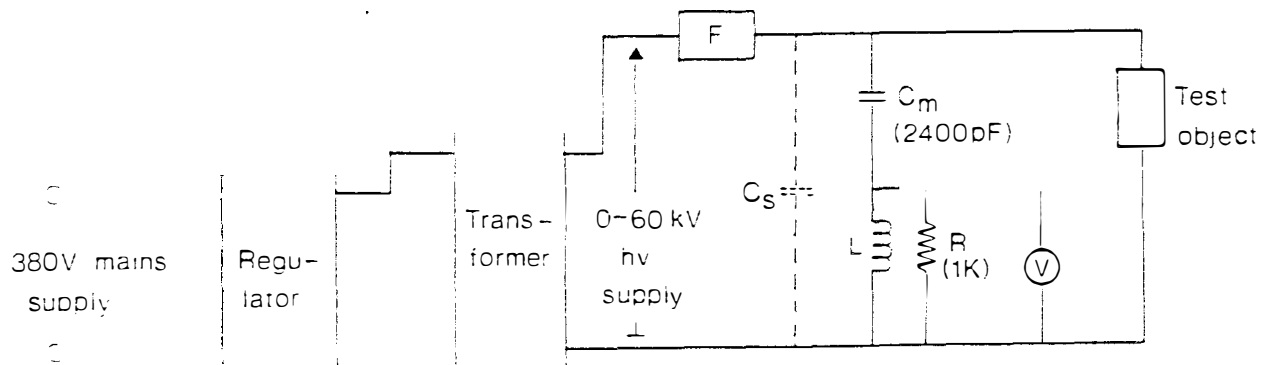 F
C_m
(2400pF)
Test
object
C_s
380V mains
supply
Regu-
lator
Trans-
former
0-60 kV
hv
supply
L
R
(1K)
V